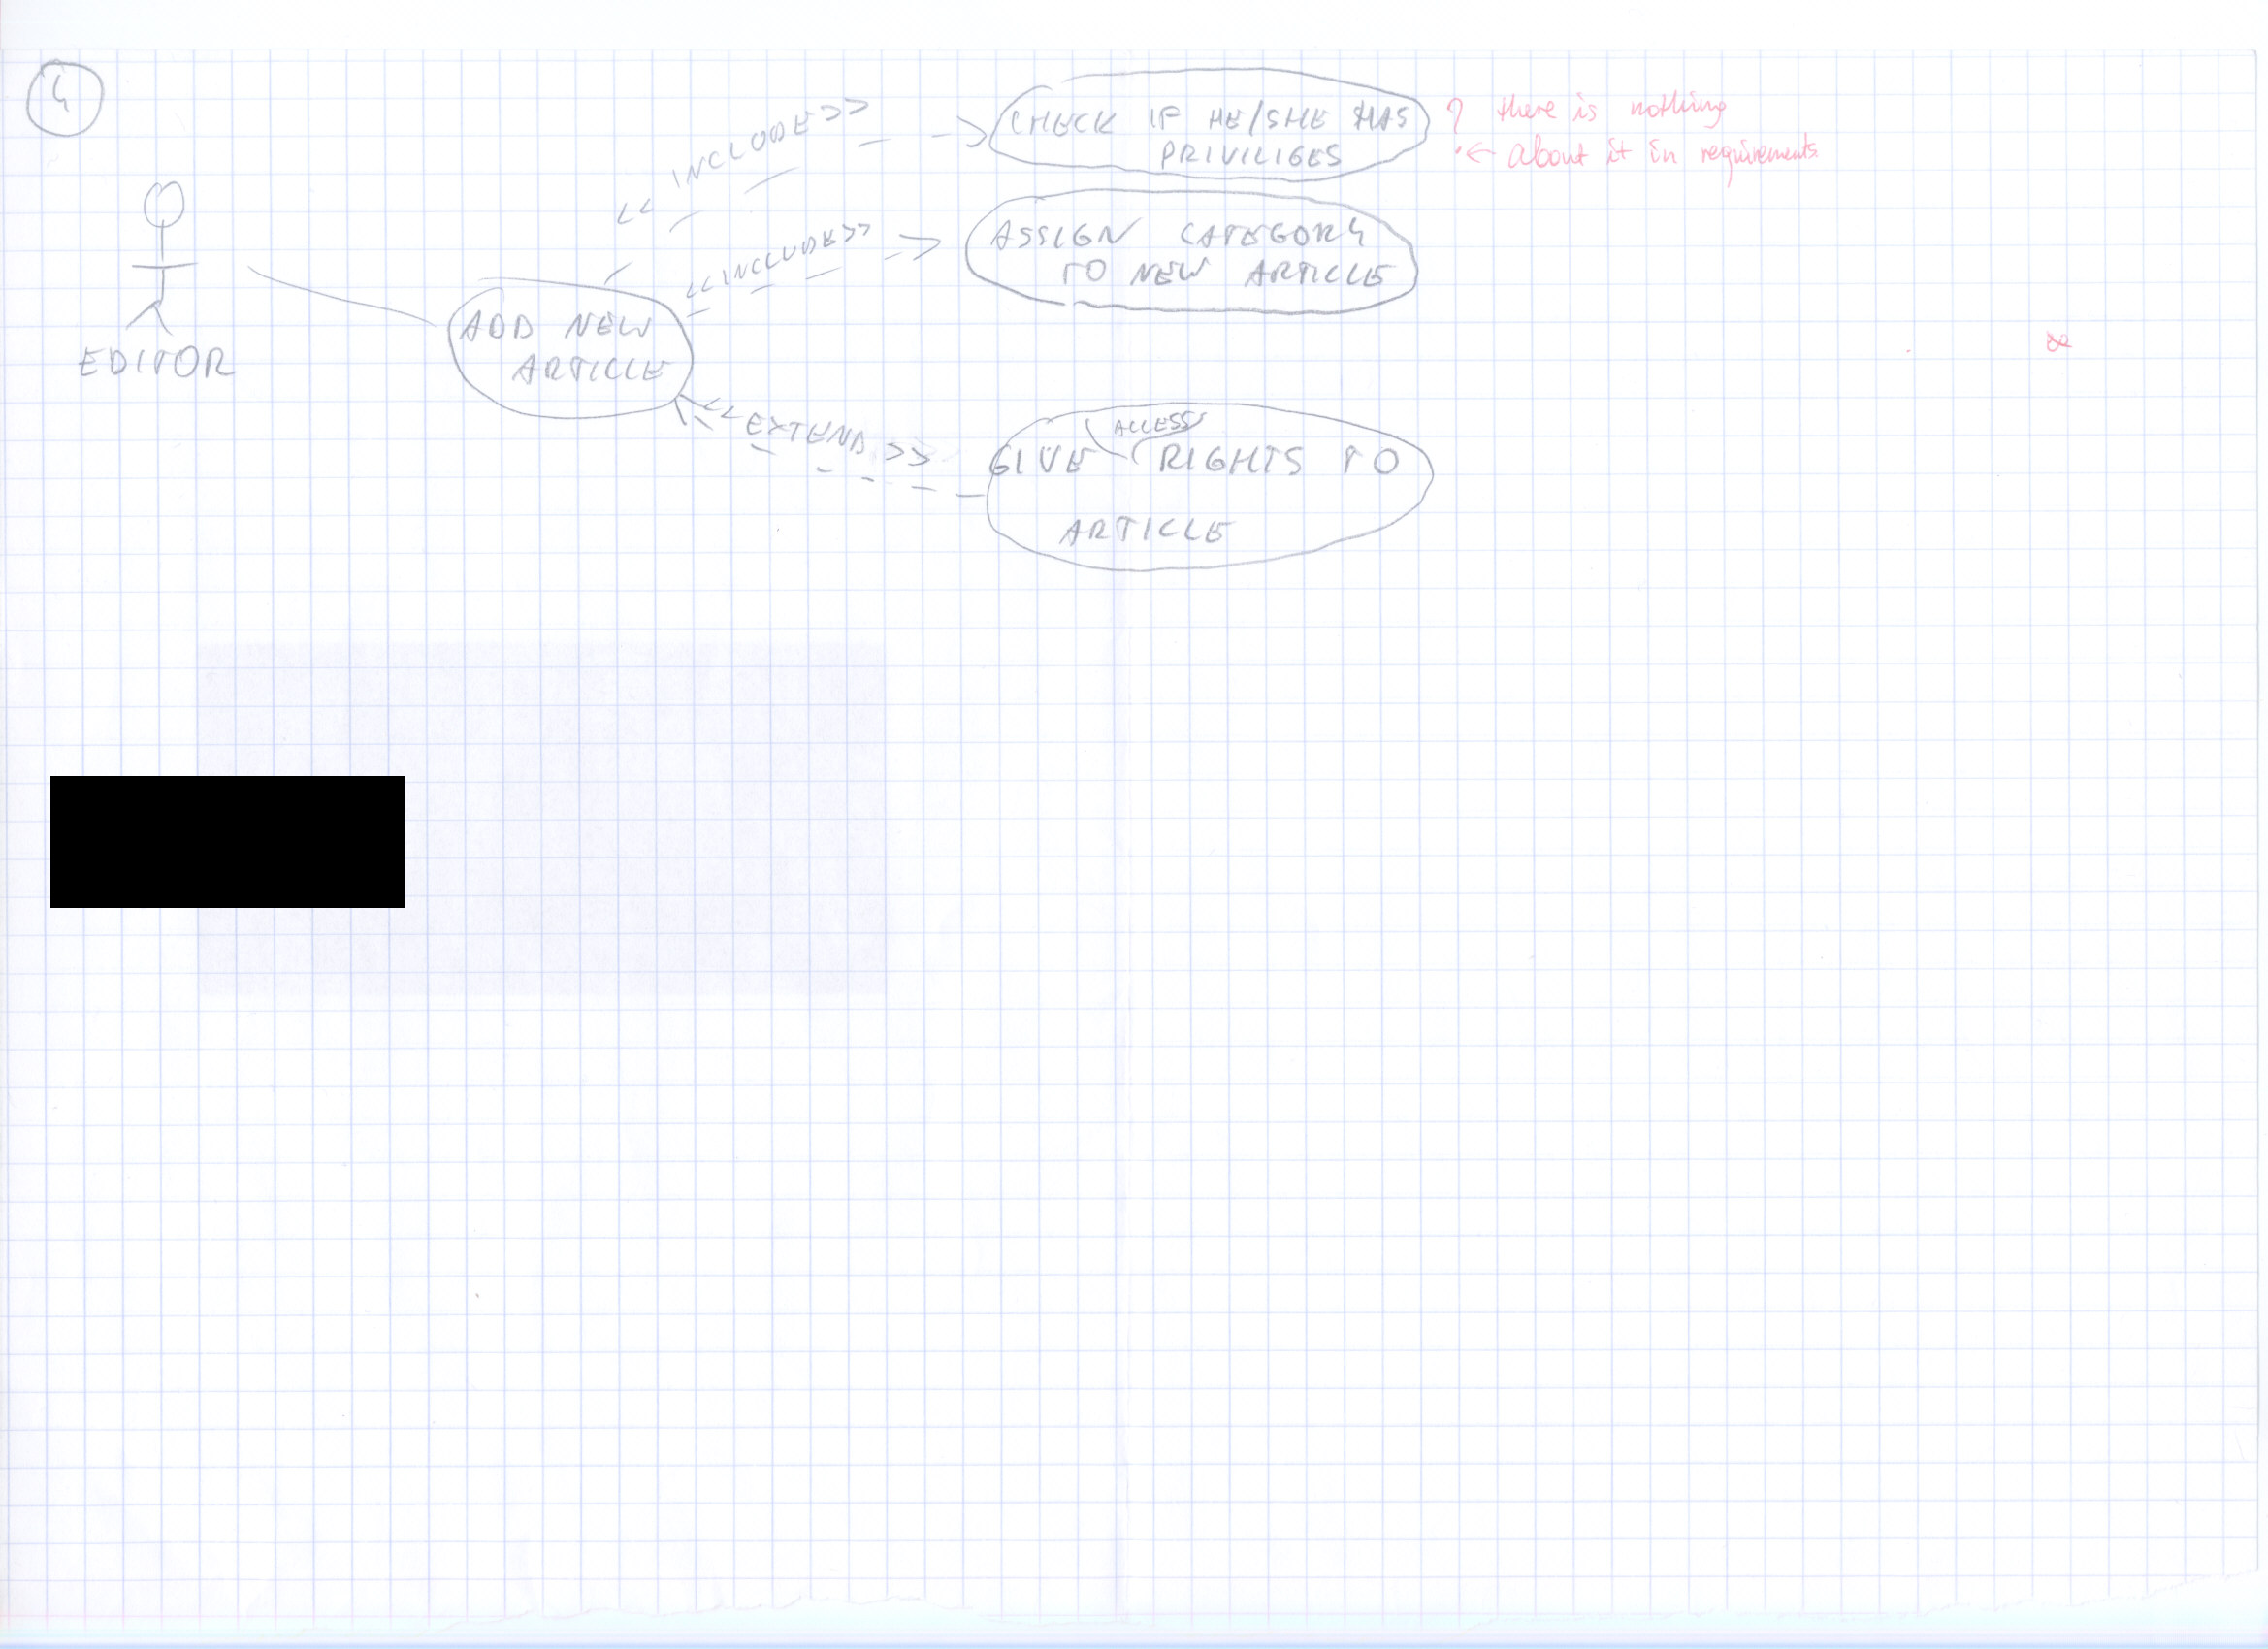 4
<< INCLUDE >>
CHECK IF HE/SHE HAS
PRIVILIGES
? there is nothing
← about it in requirements.
<<INCLUDE>>
ASSIGN CATEGORY
TO NEW ARTICLE
EDITOR
ADD NEW
ARTICLE
<< EXTEND >>
ACCESS
GIVE RIGHTS TO
ARTICLE